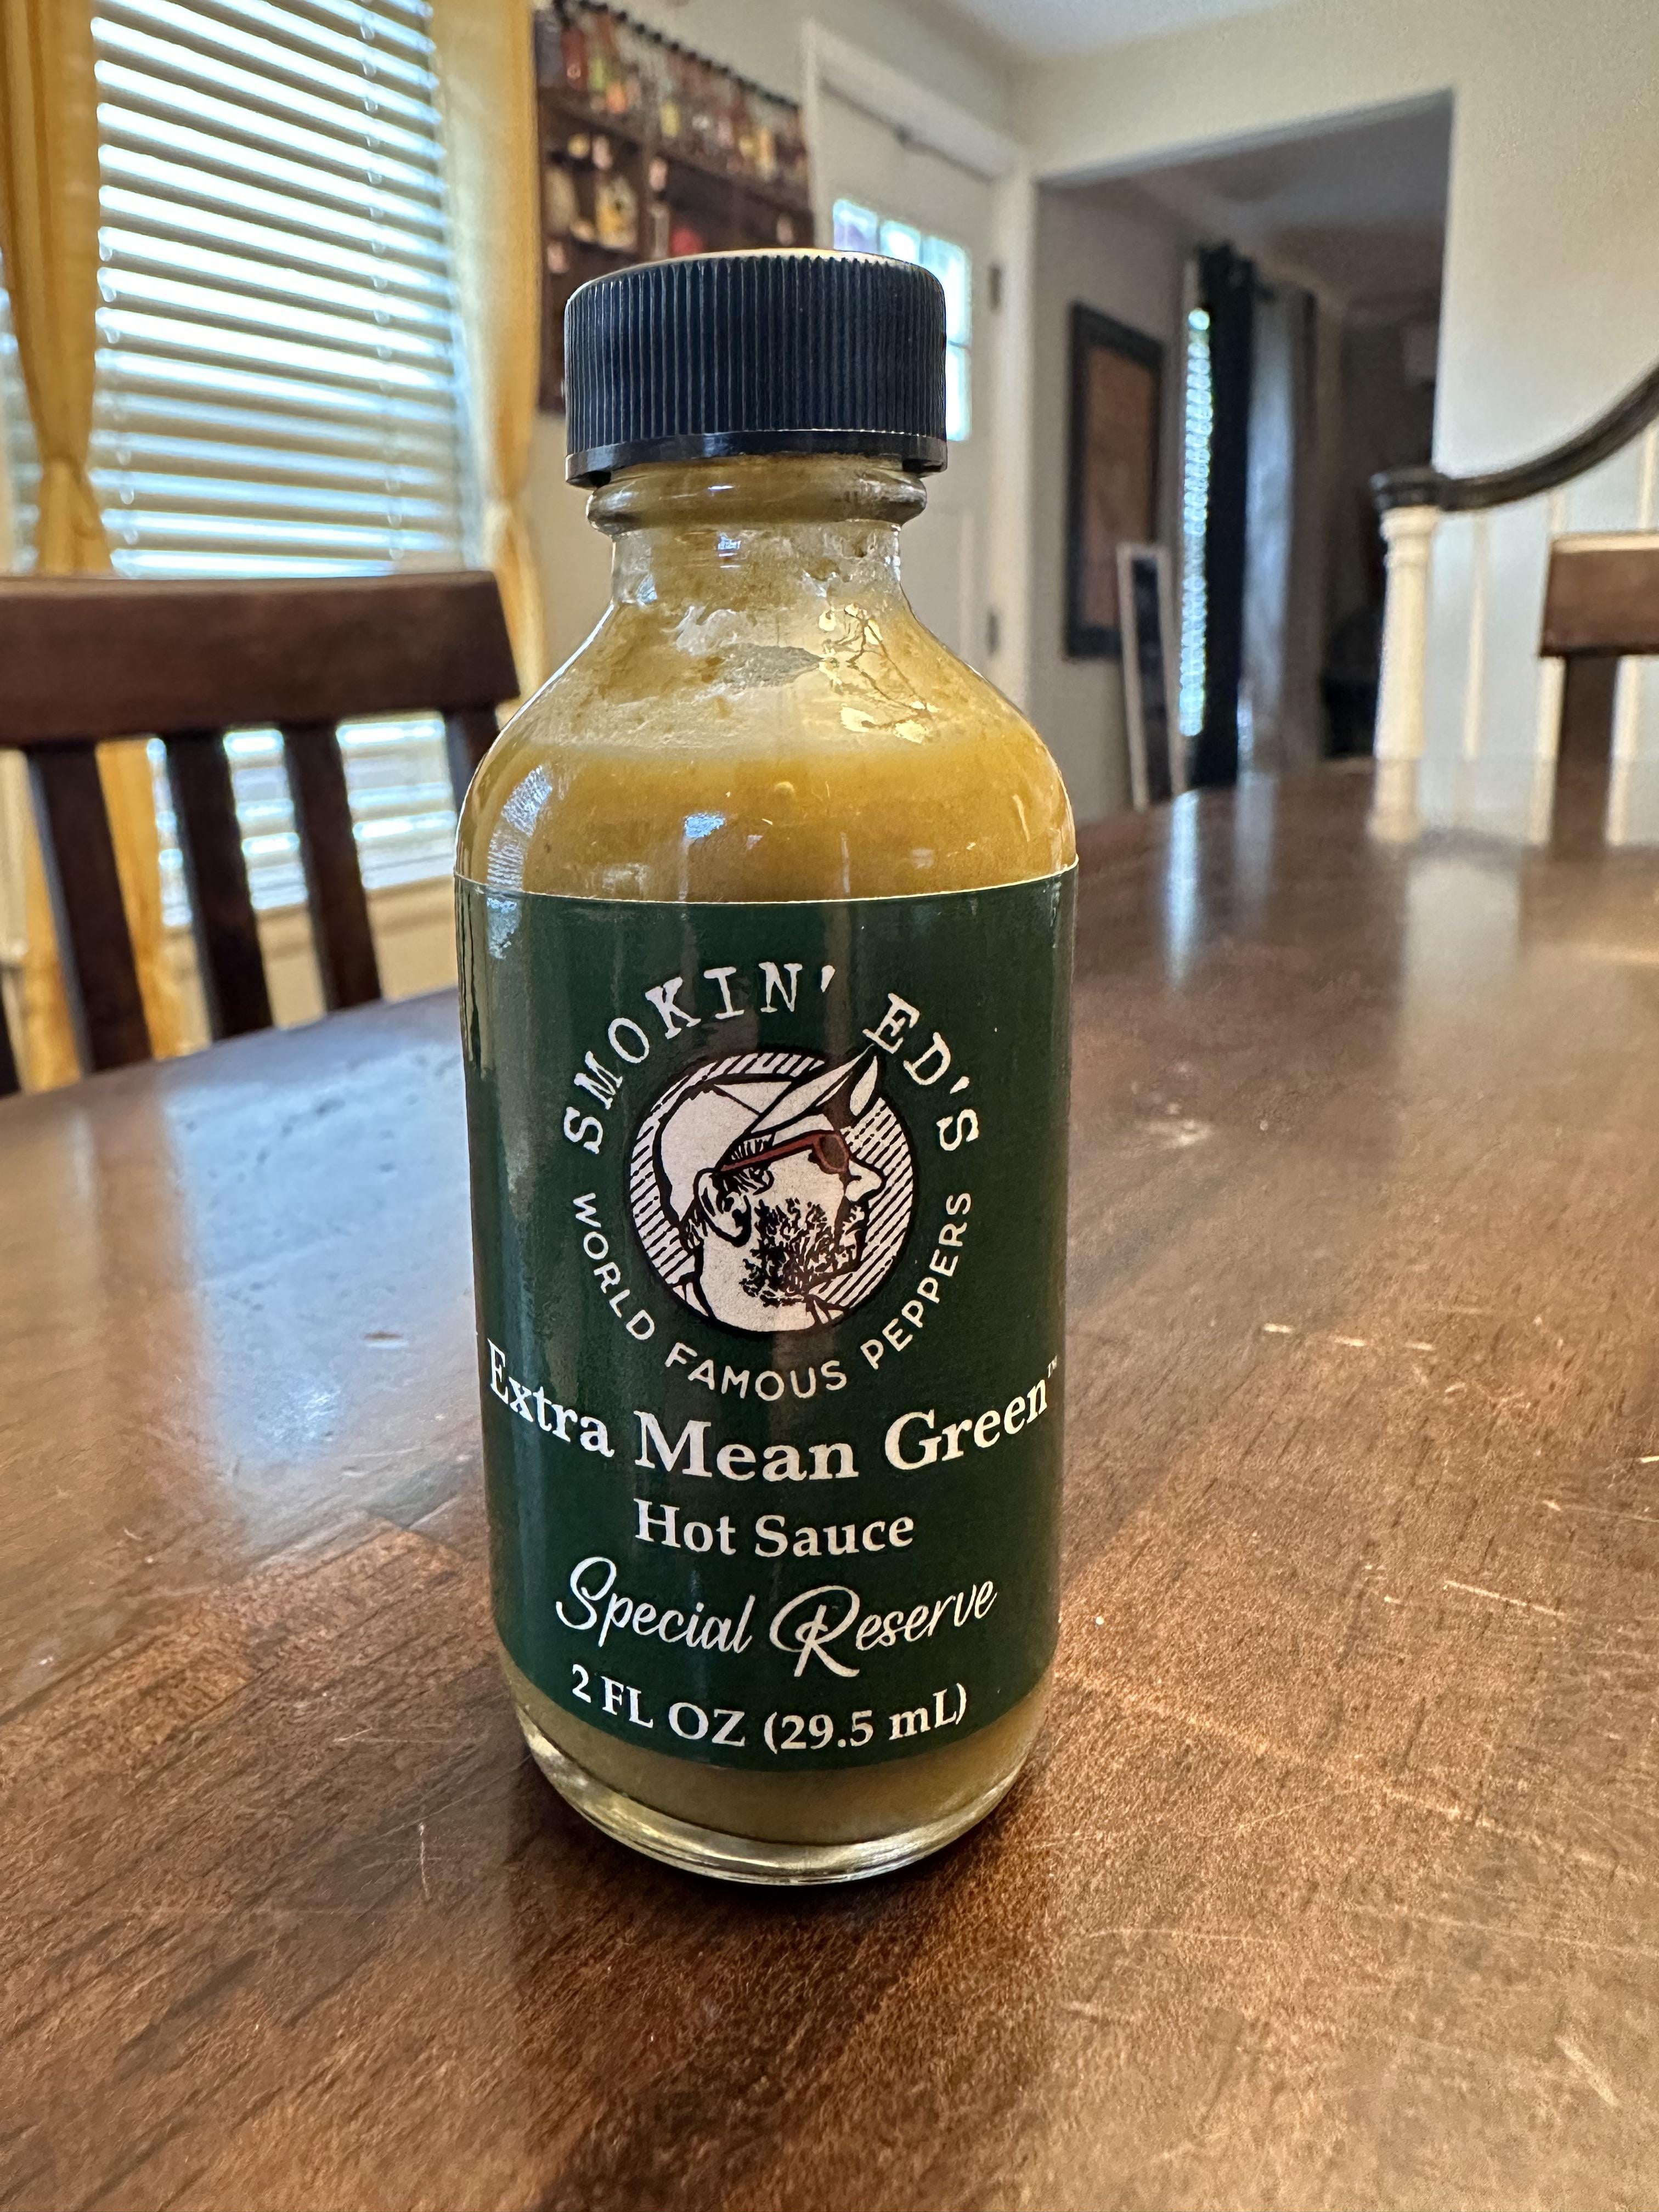 SMOKIN' ED'S
WORLD FAMOUS PEPPERS
Extra Mean Green™
Hot Sauce
Special Reserve
2 FL OZ (29.5 mL)